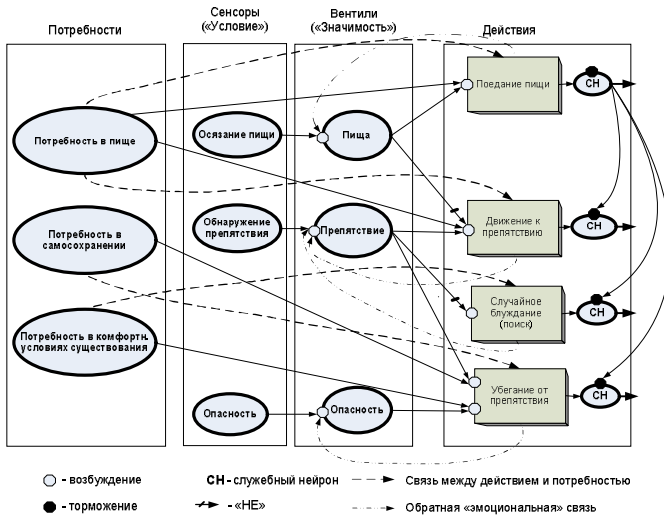 Потребности
Сенсоры
(«Условие»)
Вентили
(«Значимость»)
Действия
Потребность в пище
Потребность в
самосохранении
Потребность в комфортн.
условиях существования
Осязание пищи
Обнаружение
препятствия
Опасность
Пища
Препятствие
Опасность
Поедание пищи
СН
Движение к
препятствию
СН
Случайное
блуждание
(поиск)
СН
Убегание от
препятствия
СН
- возбуждение
- торможение
СН - служебный нейрон
- «НЕ»
Связь между действием и потребностью
Обратная «эмоциональная» связь